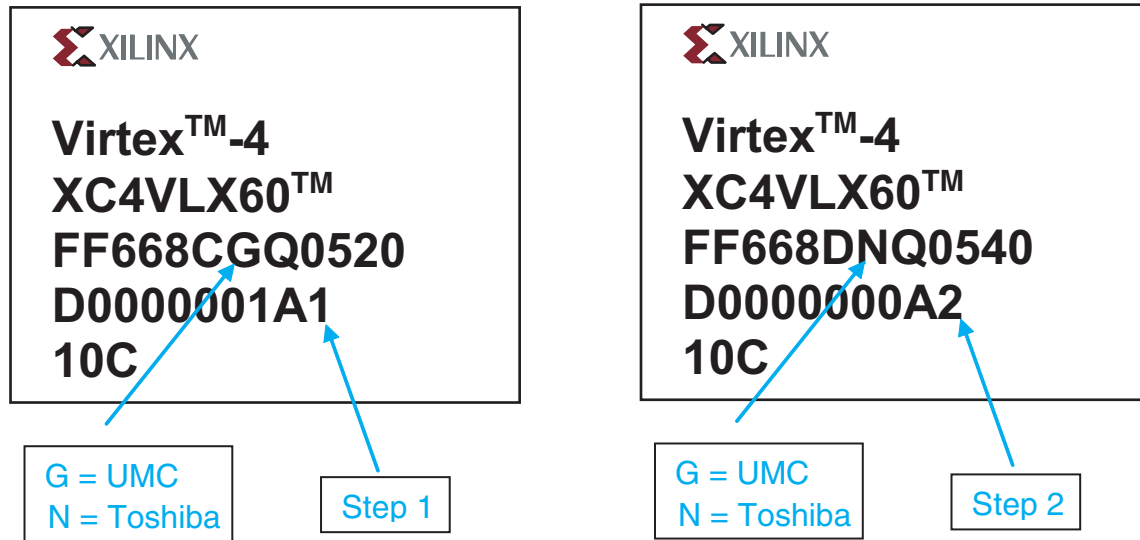 XILINX
Virtex™-4
XC4VLX60™
FF668CGQ0520
D0000001A1
10C
G = UMC
N = Toshiba
Step 1
XILINX
Virtex™-4
XC4VLX60™
FF668DNQ0540
D0000000A2
10C
G = UMC
N = Toshiba
Step 2